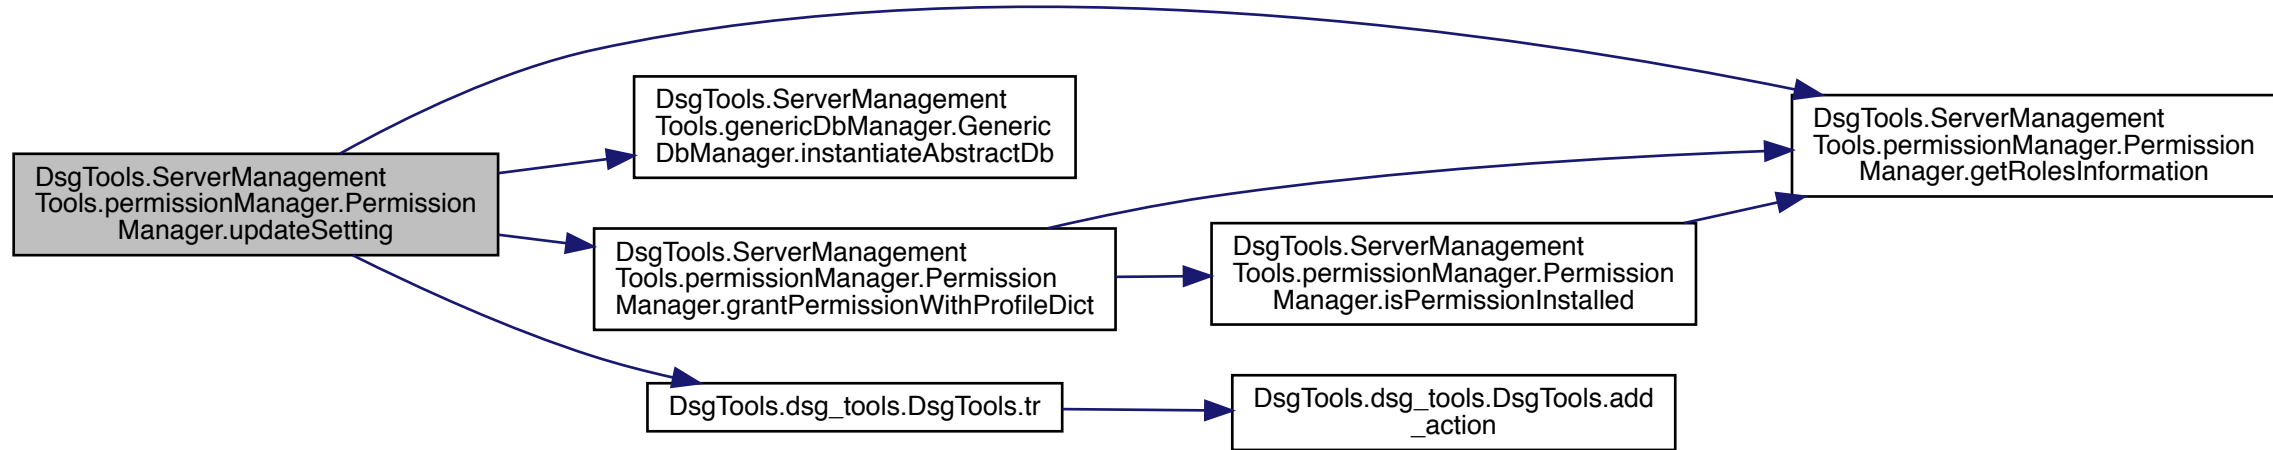 DsgTools.ServerManagement
Tools.permissionManager.Permission
Manager.updateSetting
DsgTools.ServerManagement
Tools.genericDbManager.Generic
DbManager.instantiateAbstractDb
DsgTools.ServerManagement
Tools.permissionManager.Permission
Manager.grantPermissionWithProfileDict
DsgTools.dsg_tools.DsgTools.tr
DsgTools.ServerManagement
Tools.permissionManager.Permission
Manager.isPermissionInstalled
DsgTools.dsg_tools.DsgTools.add
_action
DsgTools.ServerManagement
Tools.permissionManager.Permission
Manager.getRolesInformation